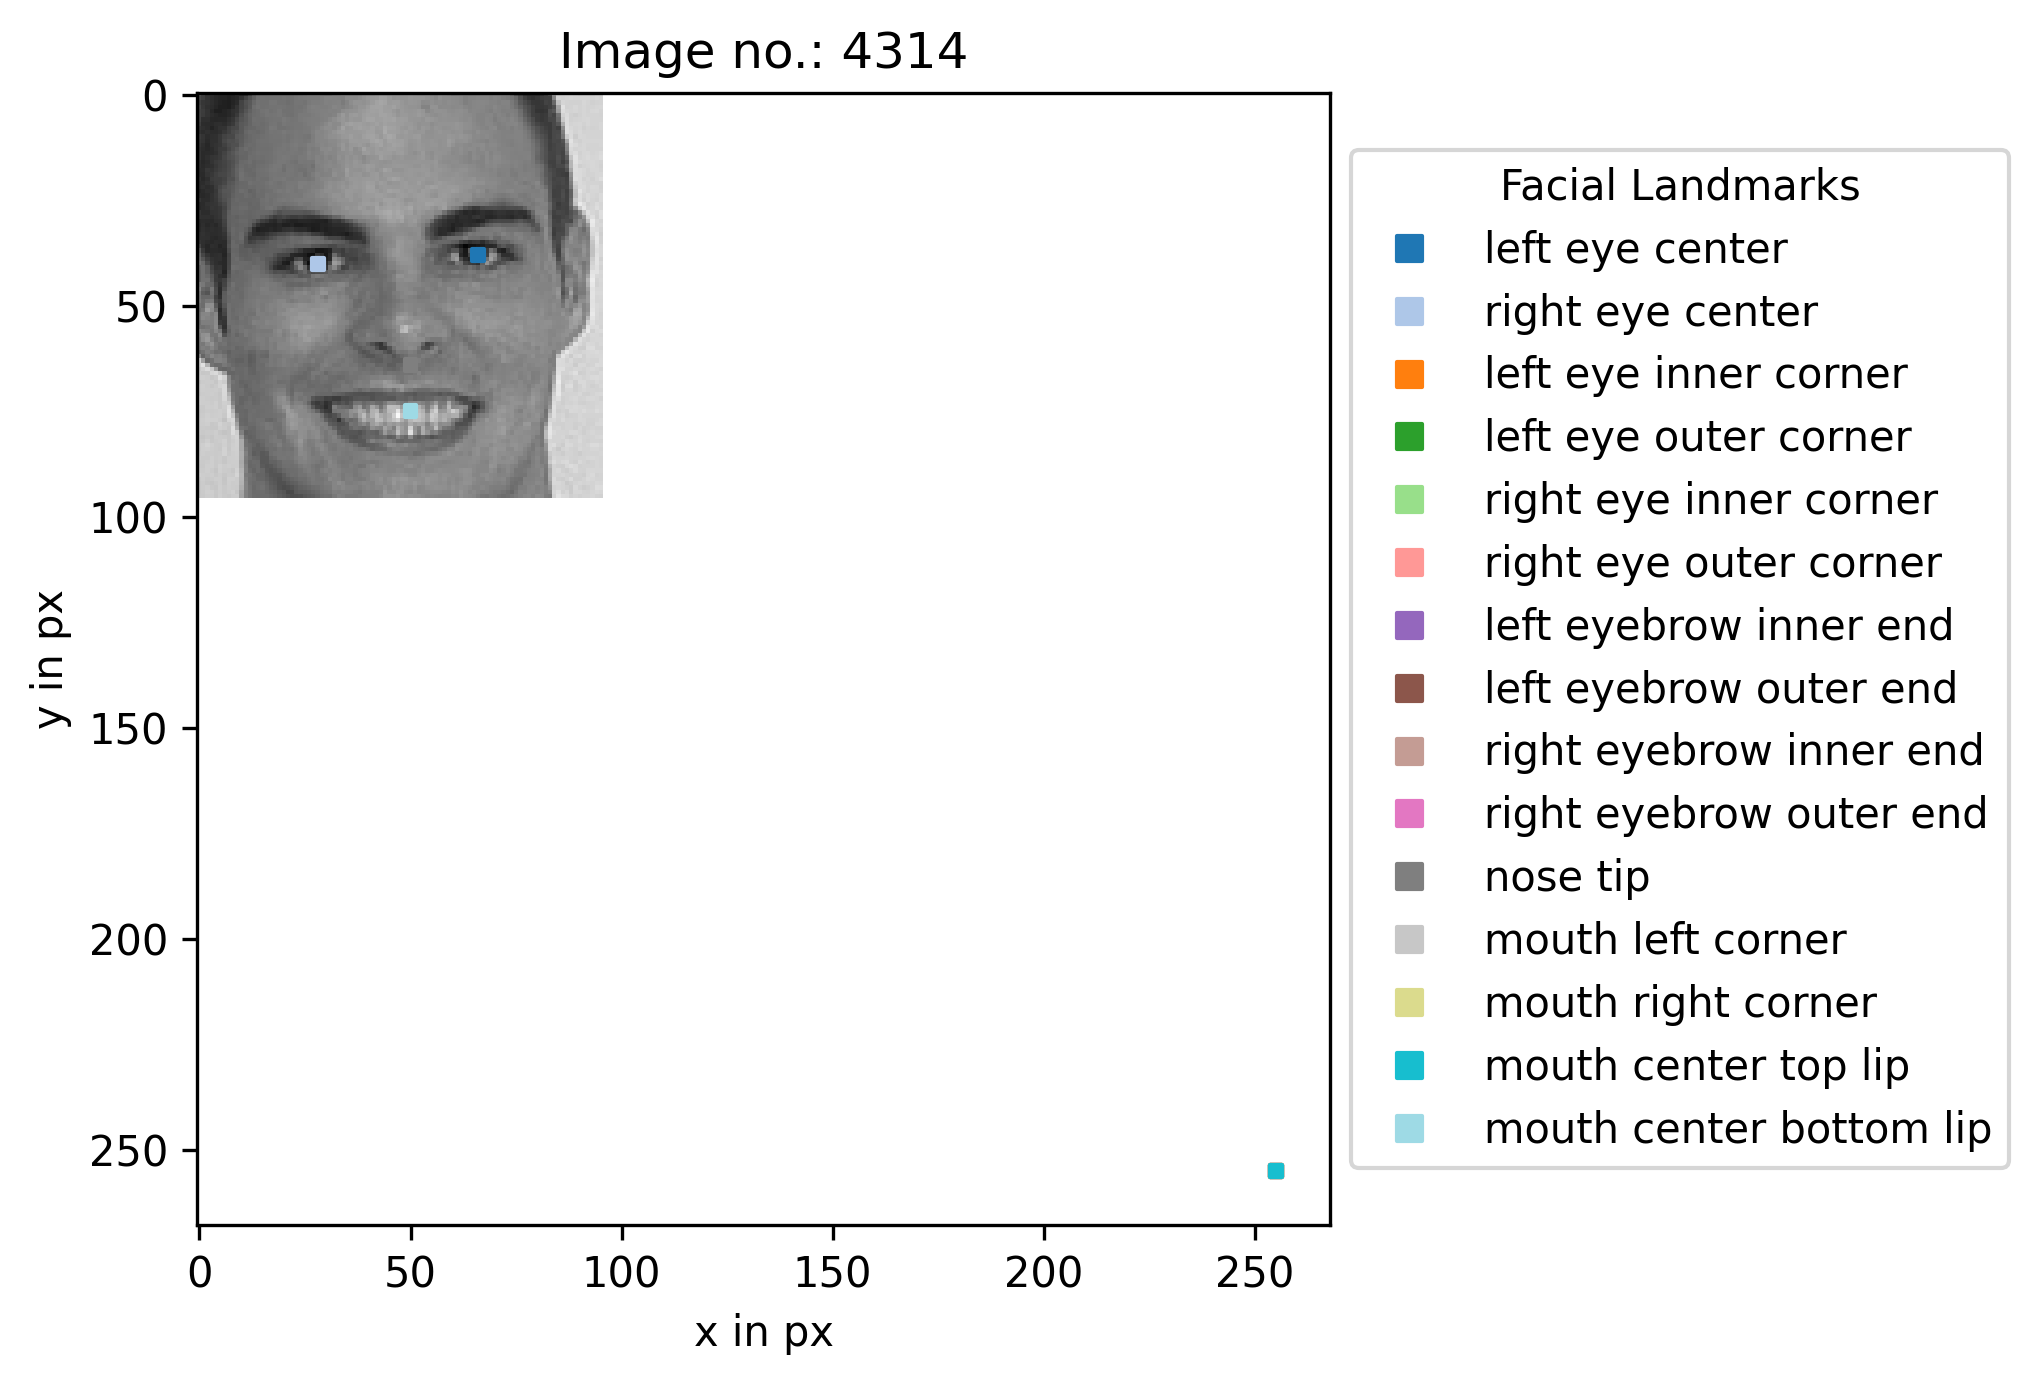 Image no.: 4314
0
50
100
150
200
250
y in px
0 50 100 150 200 250
x in px
Facial Landmarks
left eye center
right eye center
left eye inner corner
left eye outer corner
right eye inner corner
right eye outer corner
left eyebrow inner end
left eyebrow outer end
right eyebrow inner end
right eyebrow outer end
nose tip
mouth left corner
mouth right corner
mouth center top lip
mouth center bottom lip